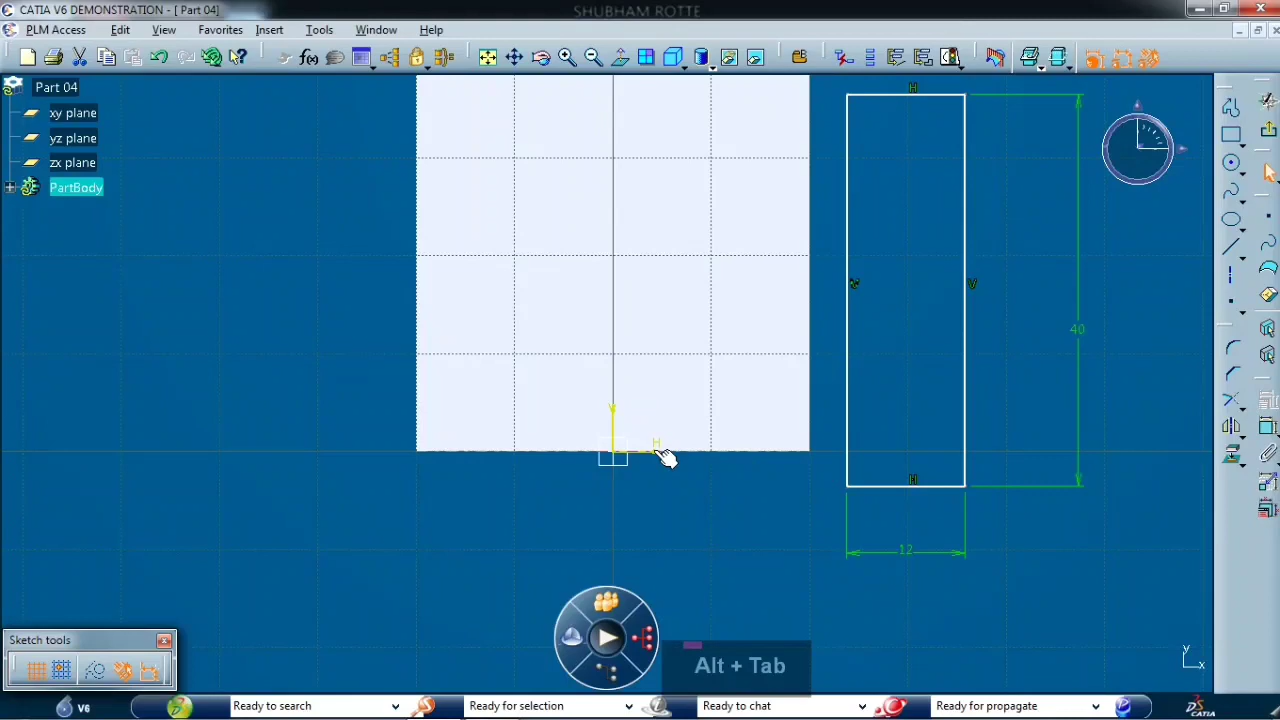 CATIA V6 DEMONSTRATION - [ Part 04 ]
SHUBHAM ROTTE
PLM Access Edit View Favorites Insert Tools Window Help
f(x)
Part 04
xy plane
yz plane
zx plane
PartBody
H
V
V
H
40
12
V
H
Alt + Tab
Sketch tools
y
x
V6
Ready to search
Ready for selection
Ready to chat
Ready for propagate
CATIA